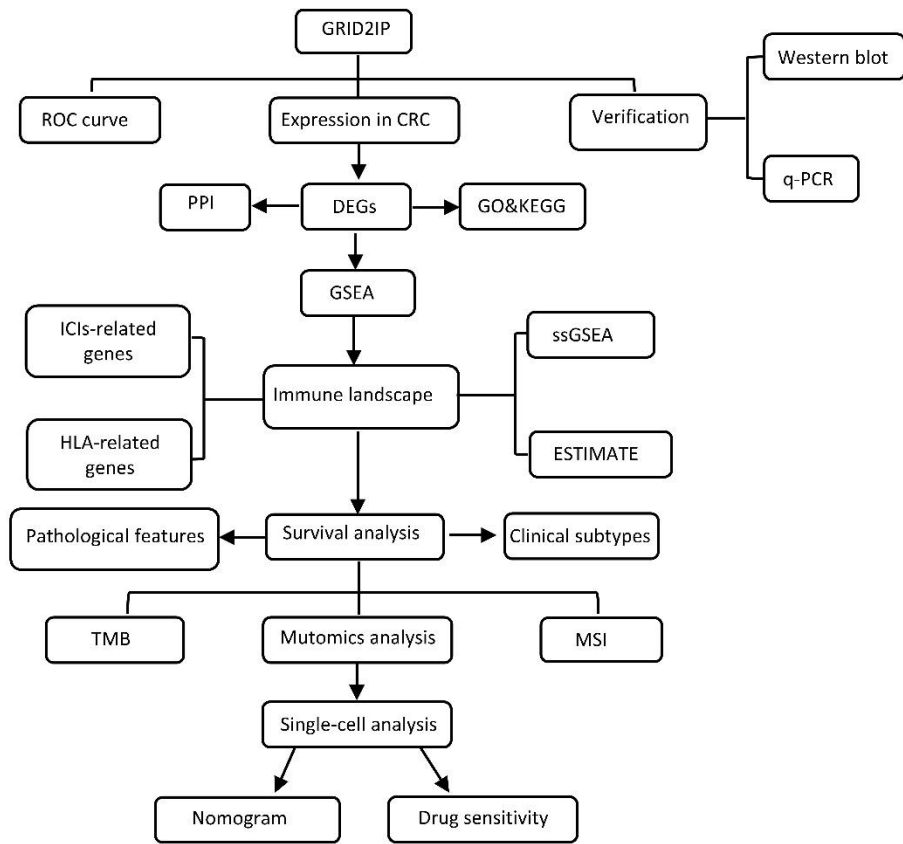 GRID2IP
Western blot
ROC curve
Expression in CRC
Verification
q-PCR
PPI
DEGs
GO&KEGG
GSEA
ICIs-related
genes
ssGSEA
Immune landscape
HLA-related
genes
ESTIMATE
Pathological features
Survival analysis
Clinical subtypes
TMB
Mutomics analysis
MSI
Single-cell analysis
Nomogram
Drug sensitivity